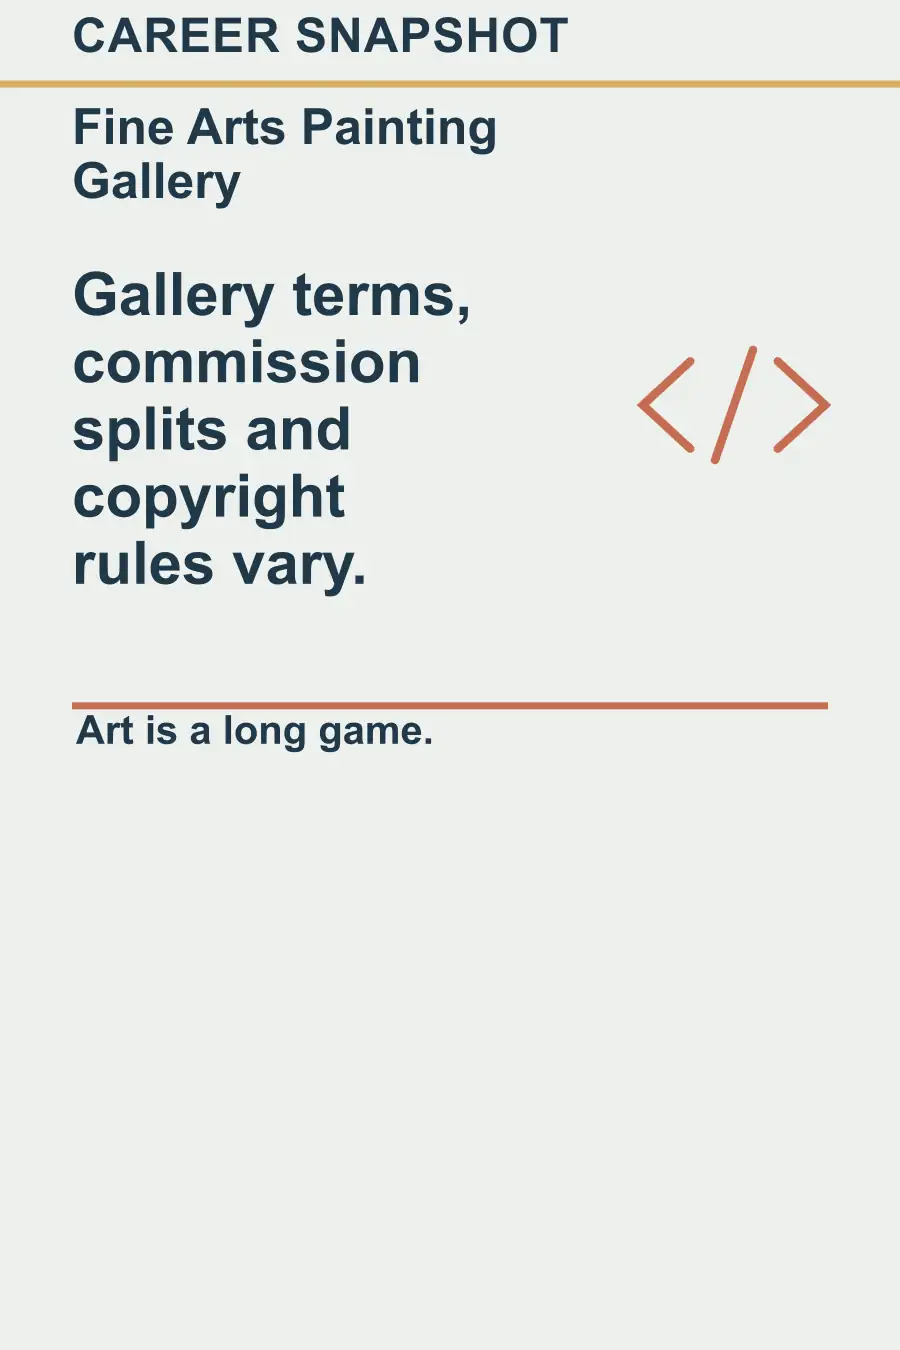 CAREER SNAPSHOT
Fine Arts Painting
Gallery
Gallery terms,
commission
splits and
copyright
rules vary.
Art is a long game.